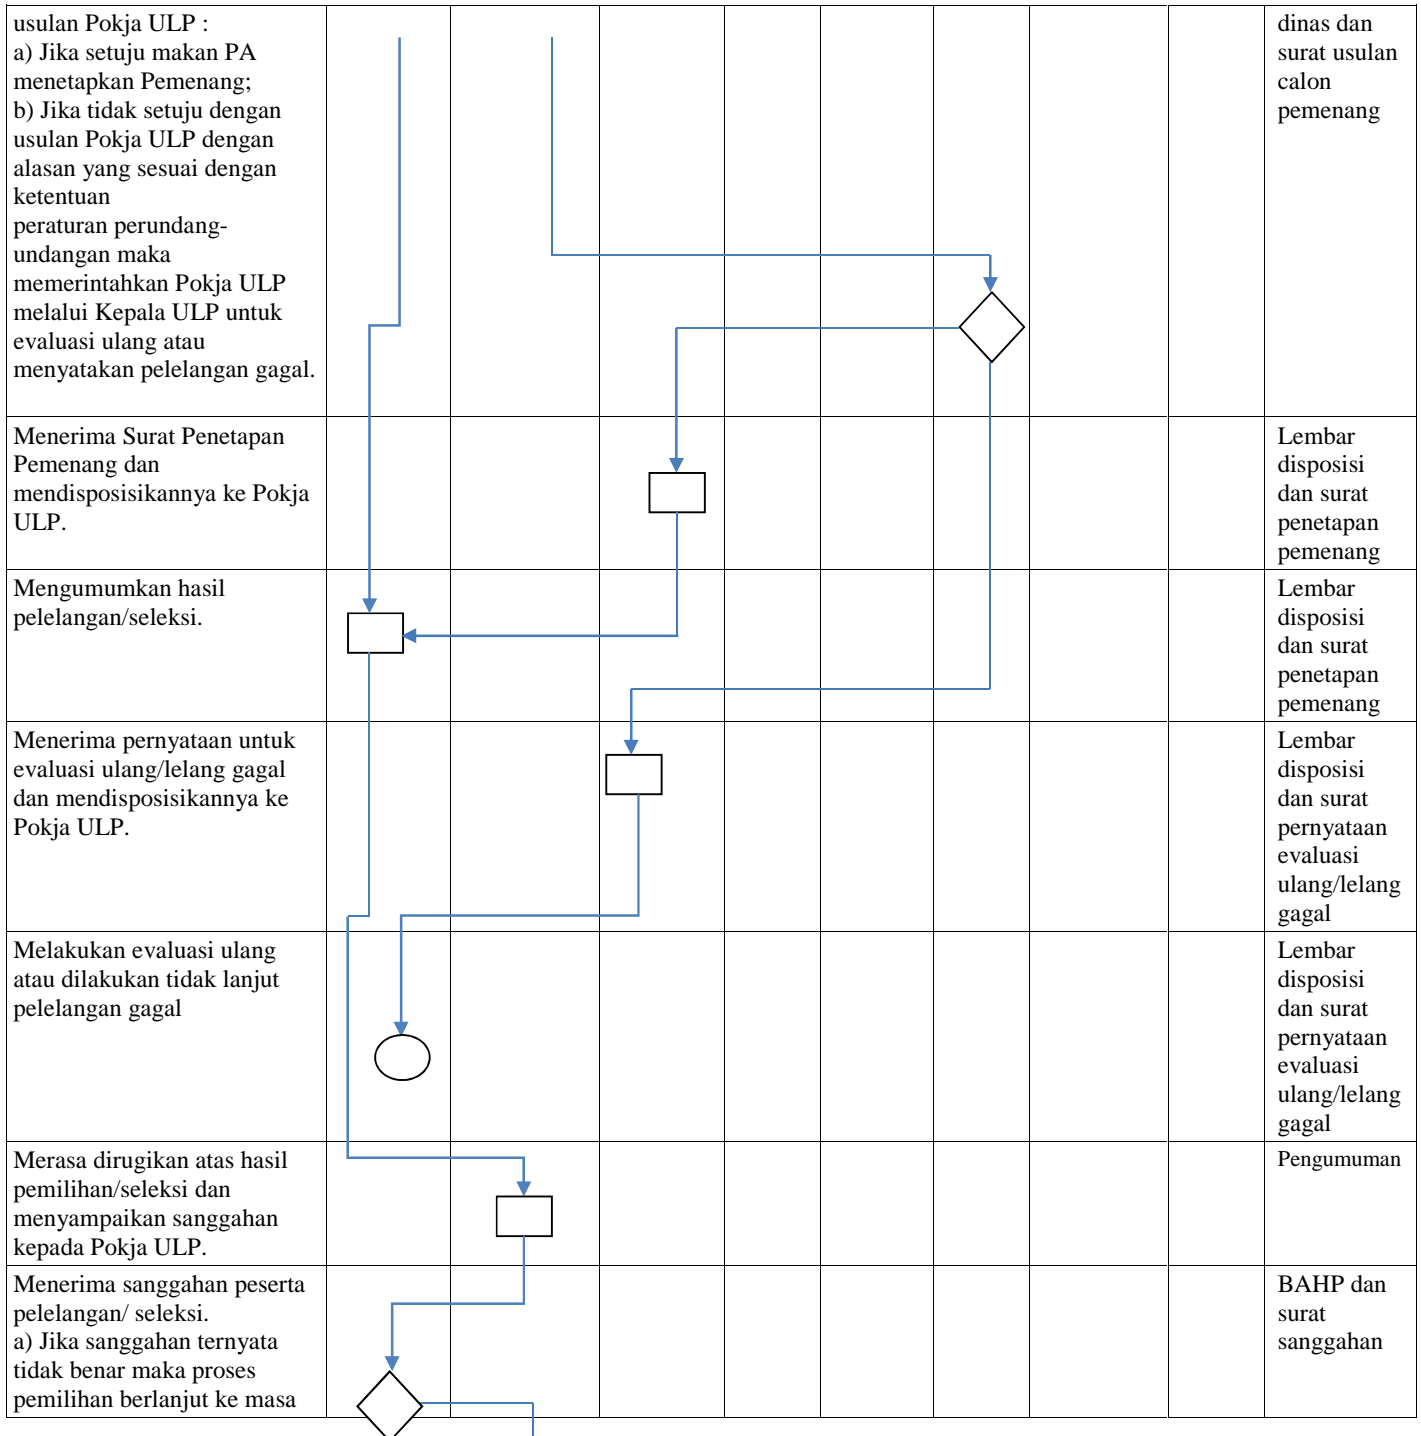 usulan Pokja ULP :
a) Jika setuju makan PA
menetapkan Pemenang;
b) Jika tidak setuju dengan
usulan Pokja ULP dengan
alasan yang sesuai dengan
ketentuan
peraturan perundang-
undangan maka
memerintahkan Pokja ULP
melalui Kepala ULP untuk
evaluasi ulang atau
menyatakan pelelangan gagal.
dinas dan
surat usulan
calon
pemenang
Menerima Surat Penetapan
Pemenang dan
mendisposisikannya ke Pokja
ULP.
Lembar
disposisi
dan surat
penetapan
pemenang
Mengumumkan hasil
pelelangan/seleksi.
Lembar
disposisi
dan surat
penetapan
pemenang
Menerima pernyataan untuk
evaluasi ulang/lelang gagal
dan mendisposisikannya ke
Pokja ULP.
Lembar
disposisi
dan surat
pernyataan
evaluasi
ulang/lelang
gagal
Melakukan evaluasi ulang
atau dilakukan tidak lanjut
pelelangan gagal
Lembar
disposisi
dan surat
pernyataan
evaluasi
ulang/lelang
gagal
Merasa dirugikan atas hasil
pemilihan/seleksi dan
menyampaikan sanggahan
kepada Pokja ULP.
Pengumuman
Menerima sanggahan peserta
pelelangan/ seleksi.
a) Jika sanggahan ternyata
tidak benar maka proses
pemilihan berlanjut ke masa
BAHP dan
surat
sanggahan